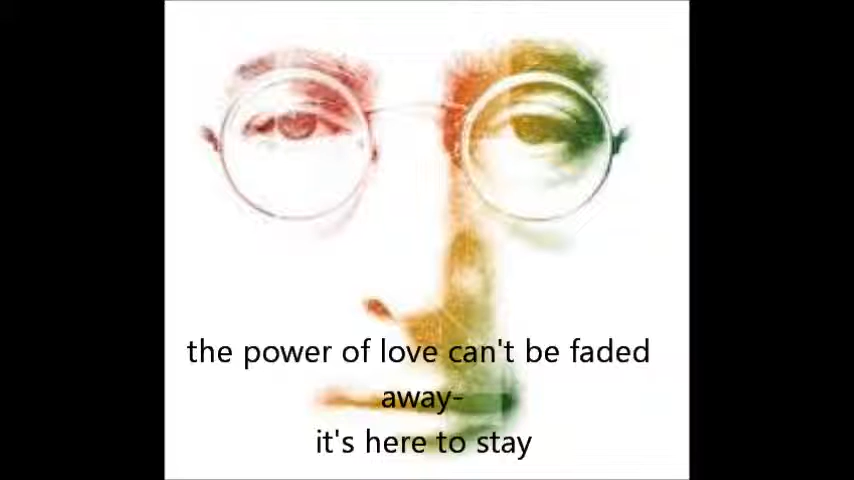 the power of love can't be faded
away-
it's here to stay